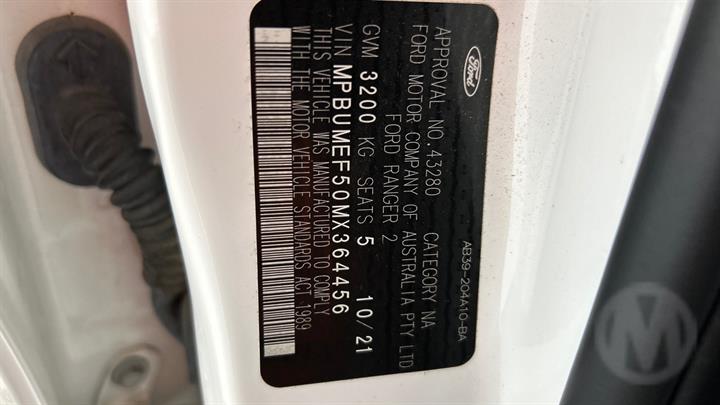 Ford
APPROVAL NO.43280 CATEGORY NA
FORD MOTOR COMPANY OF AUSTRALIA PTY LTD
FORD RANGER 2
GVM 3200 KG SEATS 5 10/21
VIN MPBUMEF50MX364456
THIS VEHICLE WAS MANUFACTURED TO COMPLY
WITH THE MOTOR VEHICLE STANDARDS ACT 1989
AB39-204A10-BA